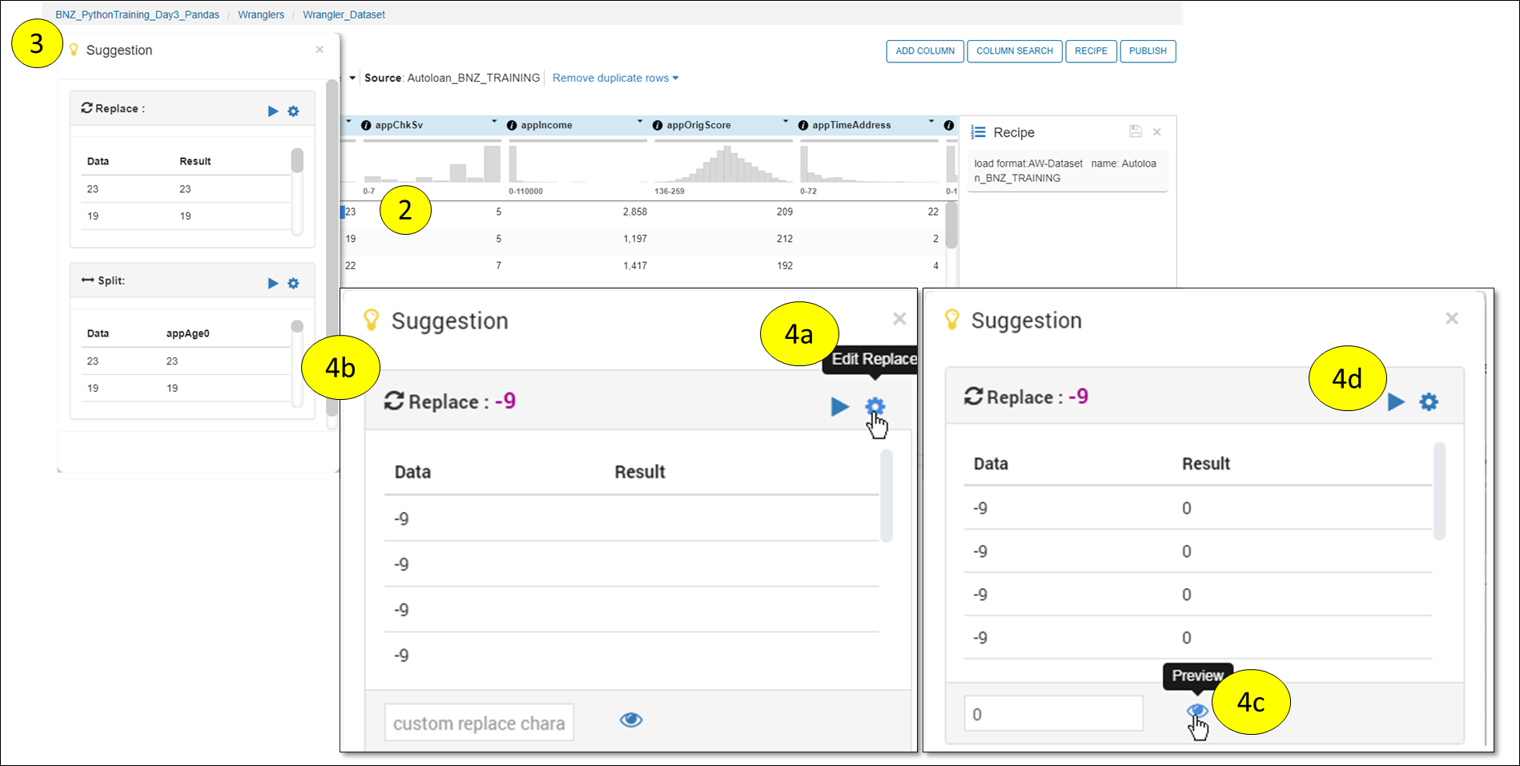 BNZ_PythonTraining_Day3_Pandas / Wranglers / Wrangler_Dataset
3
Suggestion ×
ADD COLUMN COLUMN SEARCH RECIPE PUBLISH
Source: Autoloan_BNZ_TRAINING Remove duplicate rows
Replace :
Data Result
23 23
19 19
Split:
Data appAge0
23 23
19 19
appChkSv appIncome appOrigScore appTimeAddress
0-7 0-110000 136-259 0-72 0-1
2
23 5 2,858 209 22
19 5 1,197 212 2
22 7 1,417 192 4
Recipe ×
load format:AW-Dataset name: Autoloa
n_BNZ_TRAINING
4b
Suggestion ×
4a
Edit Replace
Replace : -9
Data Result
-9
-9
-9
-9
custom replace chara
Suggestion ×
4d
Replace : -9
Data Result
-9 0
-9 0
-9 0
-9 0
Preview
4c
0